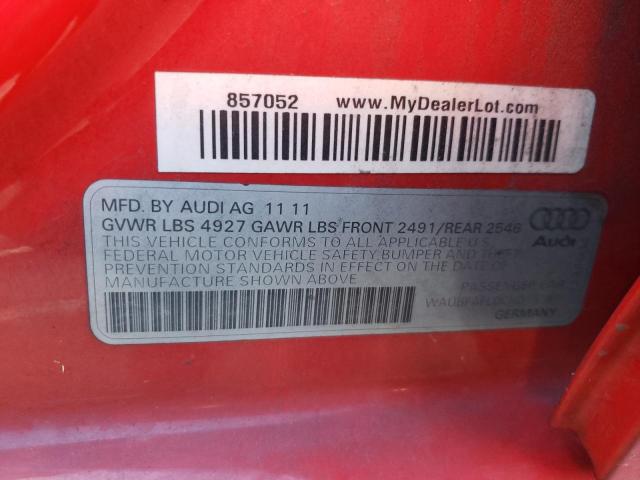 857052 www.MyDealerLot.com
MFD. BY AUDI AG 11 11
GVWR LBS 4927 GAWR LBS FRONT 2491/REAR 2546
THIS VEHICLE CONFORMS TO ALL APPLICABLE U.S.
FEDERAL MOTOR VEHICLE SAFETY, BUMPER AND THEFT
PREVENTION STANDARDS IN EFFECT ON THE DATE OF
MANUFACTURE SHOWN ABOVE
Audi
PASSENGER CAR
GERMANY